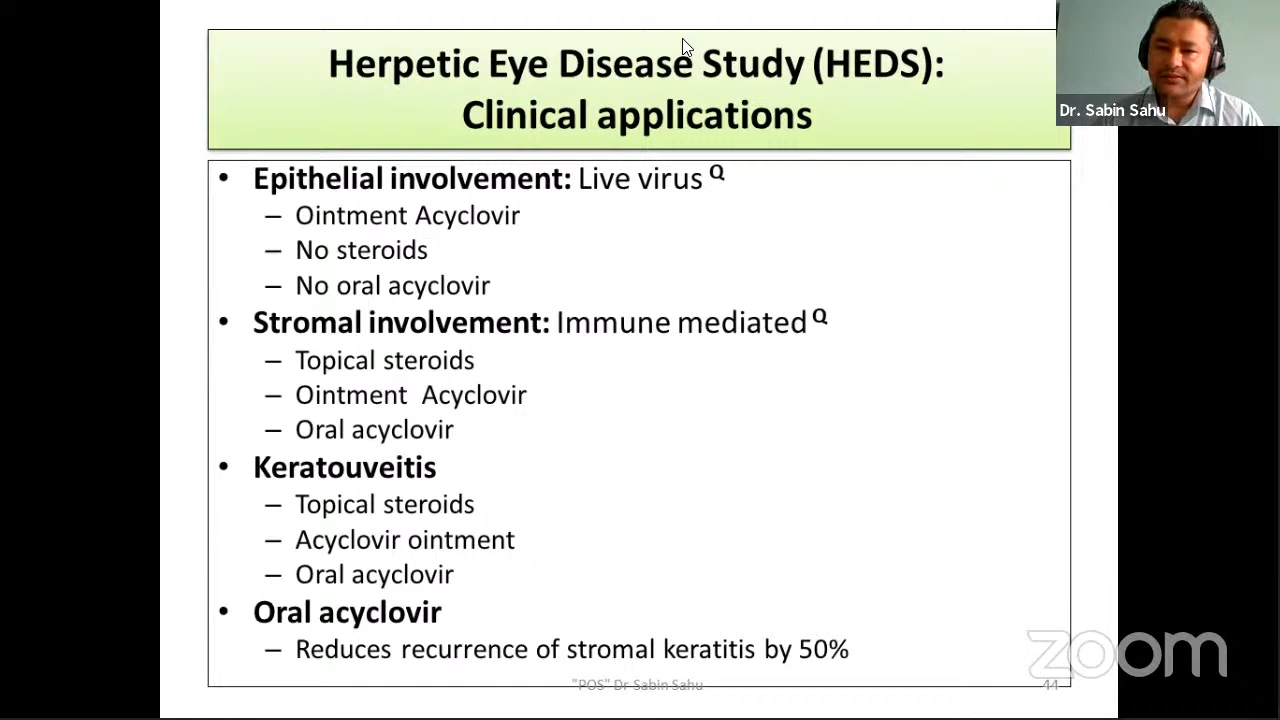 Herpetic Eye Disease Study (HEDS):
Clinical applications
Dr. Sabin Sahu
• Epithelial involvement: Live virus Q
– Ointment Acyclovir
– No steroids
– No oral acyclovir
• Stromal involvement: Immune mediated Q
– Topical steroids
– Ointment Acyclovir
– Oral acyclovir
• Keratouveitis
– Topical steroids
– Acyclovir ointment
– Oral acyclovir
• Oral acyclovir
– Reduces recurrence of stromal keratitis by 50%
zoom
"POS" Dr Sabin Sahu
44